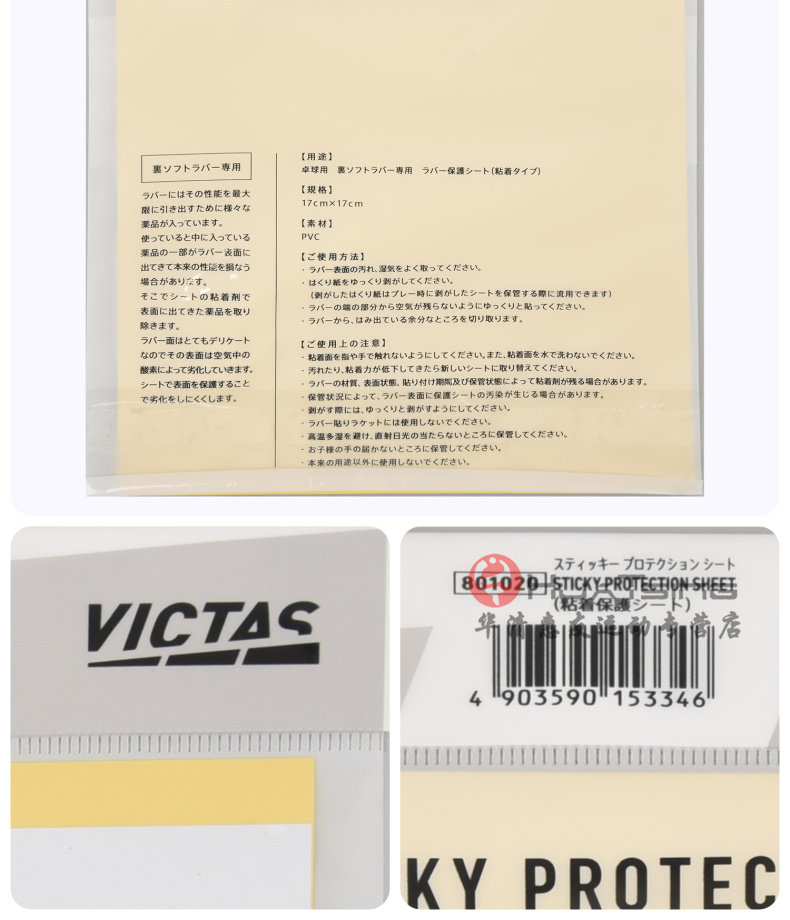 裏ソフトラバー専用
ラバーにはその性能を最大
限に引き出すために様々な
薬品が入っています。
使っていると中に入っている
薬品の一部がラバー表面に
出てきて本来の性能を損なう
場合があります。
そこでシートの粘着剤で
表面に出てきた薬品を取り
除きます。
ラバー面はとてもデリケート
なのでその表面は空気中の
酸素によって劣化していきます。
シートで表面を保護すること
で劣化をしにくくします。
【用途】
卓球用 裏ソフトラバー専用 ラバー保護シート(粘着タイプ)
【規格】
17cm×17cm
【素材】
PVC
【ご使用方法】
・ラバー表面の汚れ、湿気をよく取ってください。
・はくり紙をゆっくり剥がしてください。
(剥がしたはくり紙はプレー時に剥がしたシートを保管する際に流用できます)
・ラバーの端の部分から空気が残らないようにゆっくりと貼ってください。
・ラバーから、はみ出ている余分なところを切り取ります。
【ご使用上の注意】
・粘着面を指や手で触れないようにしてください。また、粘着面を水で洗わないでください。
・汚れたり、粘着力が低下してきたら新しいシートに取り替えてください。
・ラバーの材質、表面状態、貼り付け期間及び保管状態によって粘着剤が残る場合があります。
・保管状況によって、ラバー表面に保護シートの汚染が生じる場合があります。
・剥がす際には、ゆっくりと剥がすようにしてください。
・ラバー貼りラケットには使用しないでください。
・高温多湿を避け、直射日光の当たらないところに保管してください。
・お子様の手の届かないところに保管してください。
・本来の用途以外に使用しないでください。
VICTAS
スティッキー プロテクション シート
801020 STICKY PROTECTION SHEET
(粘着保護シート)
HUATSING
华清惠友运动专营店
4 903590 153346
KY PROTEC